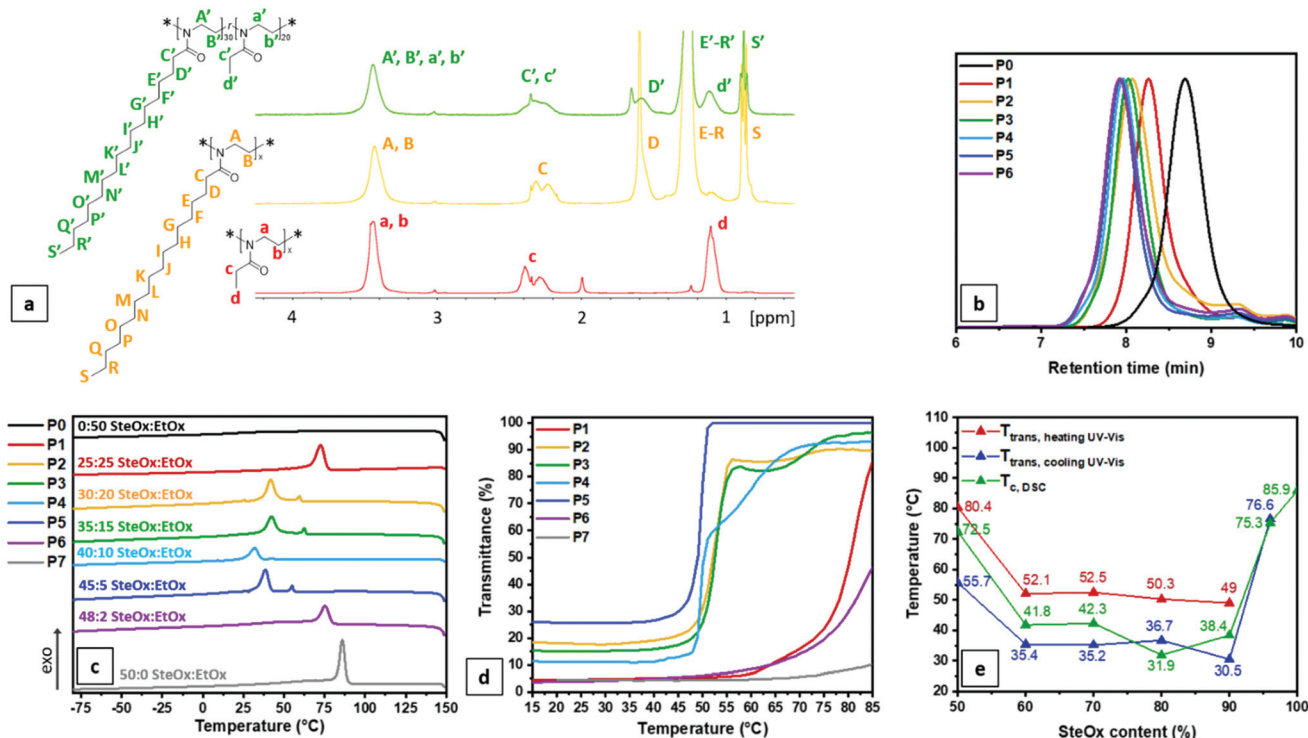 *
N
A'
B'
30
r
N
a'
b'
20
*
C'
O
c'
O
D'
d'
E'
F'
G'
H'
I'
J'
K'
L'
M'
N'
O'
P'
Q'
R'
S'
*
N
A
B
x
*
C
O
D
E
F
G
H
I
J
K
L
M
N
O
P
Q
R
S
*
N
a
b
x
*
c
O
d
a
A', B', a', b'
C', c'
D'
E'-R'
d'
S'
A, B
C
D
E-R
S
a, b
c
d
4 3 2 1 [ppm]
P0
P1
P2
P3
P4
P5
P6
b
6 7 8 9 10
Retention time (min)
P0
P1
P2
P3
P4
P5
P6
P7
0:50 SteOx:EtOx
25:25 SteOx:EtOx
30:20 SteOx:EtOx
35:15 SteOx:EtOx
40:10 SteOx:EtOx
45:5 SteOx:EtOx
48:2 SteOx:EtOx
50:0 SteOx:EtOx
exo
c
-75 -50 -25 0 25 50 75 100 125 150
Temperature (°C)
Transmittance (%)
100
90
80
70
60
50
40
30
20
10
0
P1
P2
P3
P4
P5
P6
P7
d
15 20 25 30 35 40 45 50 55 60 65 70 75 80 85
Temperature (°C)
Temperature (°C)
110
100
90
80
70
60
50
40
30
20
T trans, heating UV-Vis
T trans, cooling UV-Vis
T c, DSC
80.4
72.5
55.7
52.1
41.8
35.4
52.5
42.3
35.2
50.3
36.7
31.9
49
38.4
30.5
76.6
75.3
85.9
e
50 60 70 80 90 100
SteOx content (%)